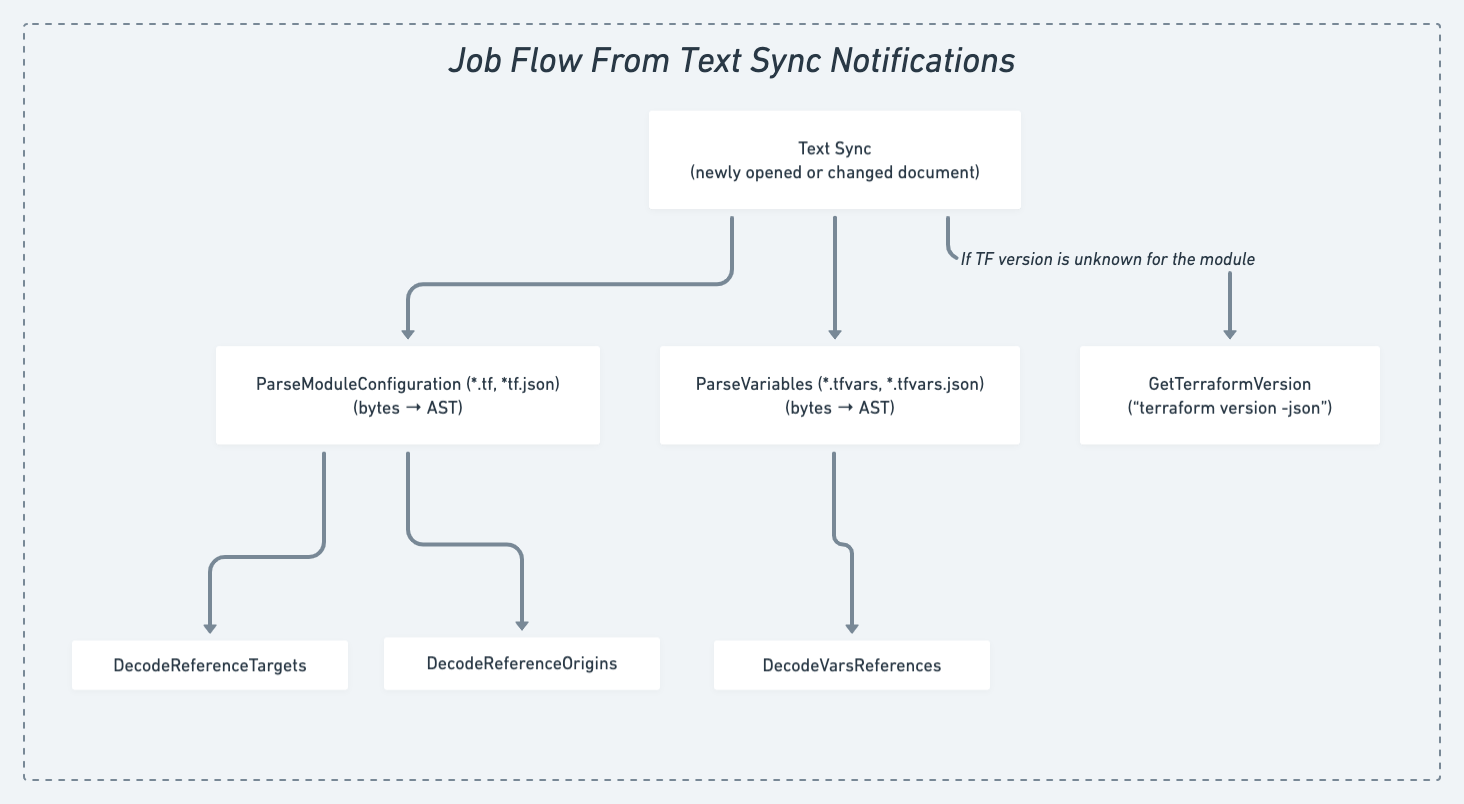 Job Flow From Text Sync Notifications
Text Sync
(newly opened or changed document)
If TF version is unknown for the module
ParseModuleConfiguration (*.tf, *tf.json)
(bytes → AST)
ParseVariables (*.tfvars, *.tfvars.json)
(bytes → AST)
GetTerraformVersion
(“terraform version -json”)
DecodeReferenceTargets
DecodeReferenceOrigins
DecodeVarsReferences